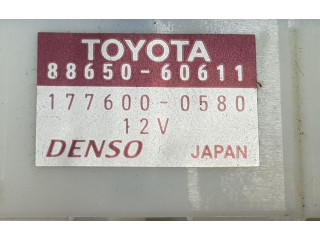 TOYOTA
88650-60611
177600-0580
12V
DENSO JAPAN